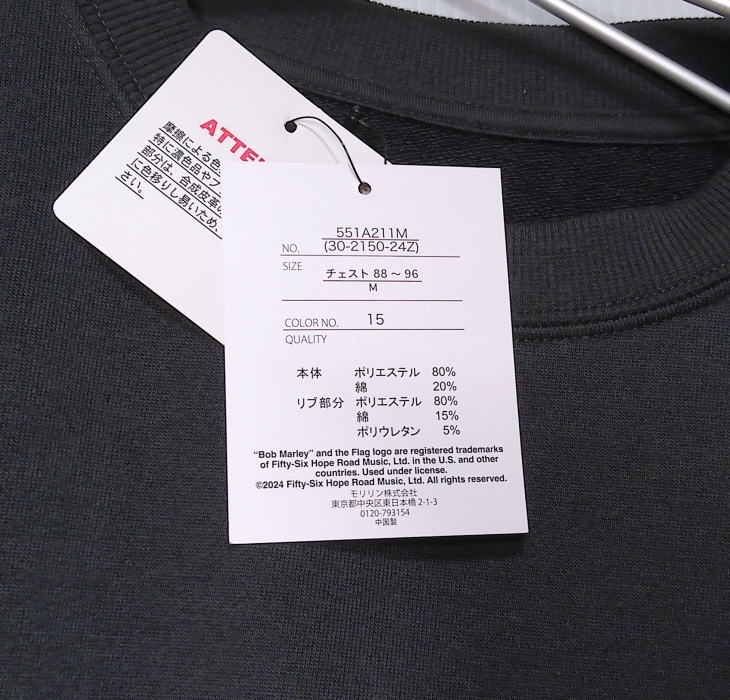 ATTE
摩擦による色
特に濃色品やフ
部分は、合成皮革
に色移りし易いため、
さい。
551A211M
NO. (30-2150-24Z)
SIZE
チェスト 88 ～ 96
M
COLOR NO. 15
QUALITY
本体 ポリエステル 80%
綿 20%
リブ部分 ポリエステル 80%
綿 15%
ポリウレタン 5%
“Bob Marley” and the Flag logo are registered trademarks
of Fifty-Six Hope Road Music, Ltd. in the U.S. and other
countries. Used under license.
©2024 Fifty-Six Hope Road Music, Ltd. All rights reserved.
モリリン株式会社
東京都中央区東日本橋 2-1-3
0120-793154
中国製